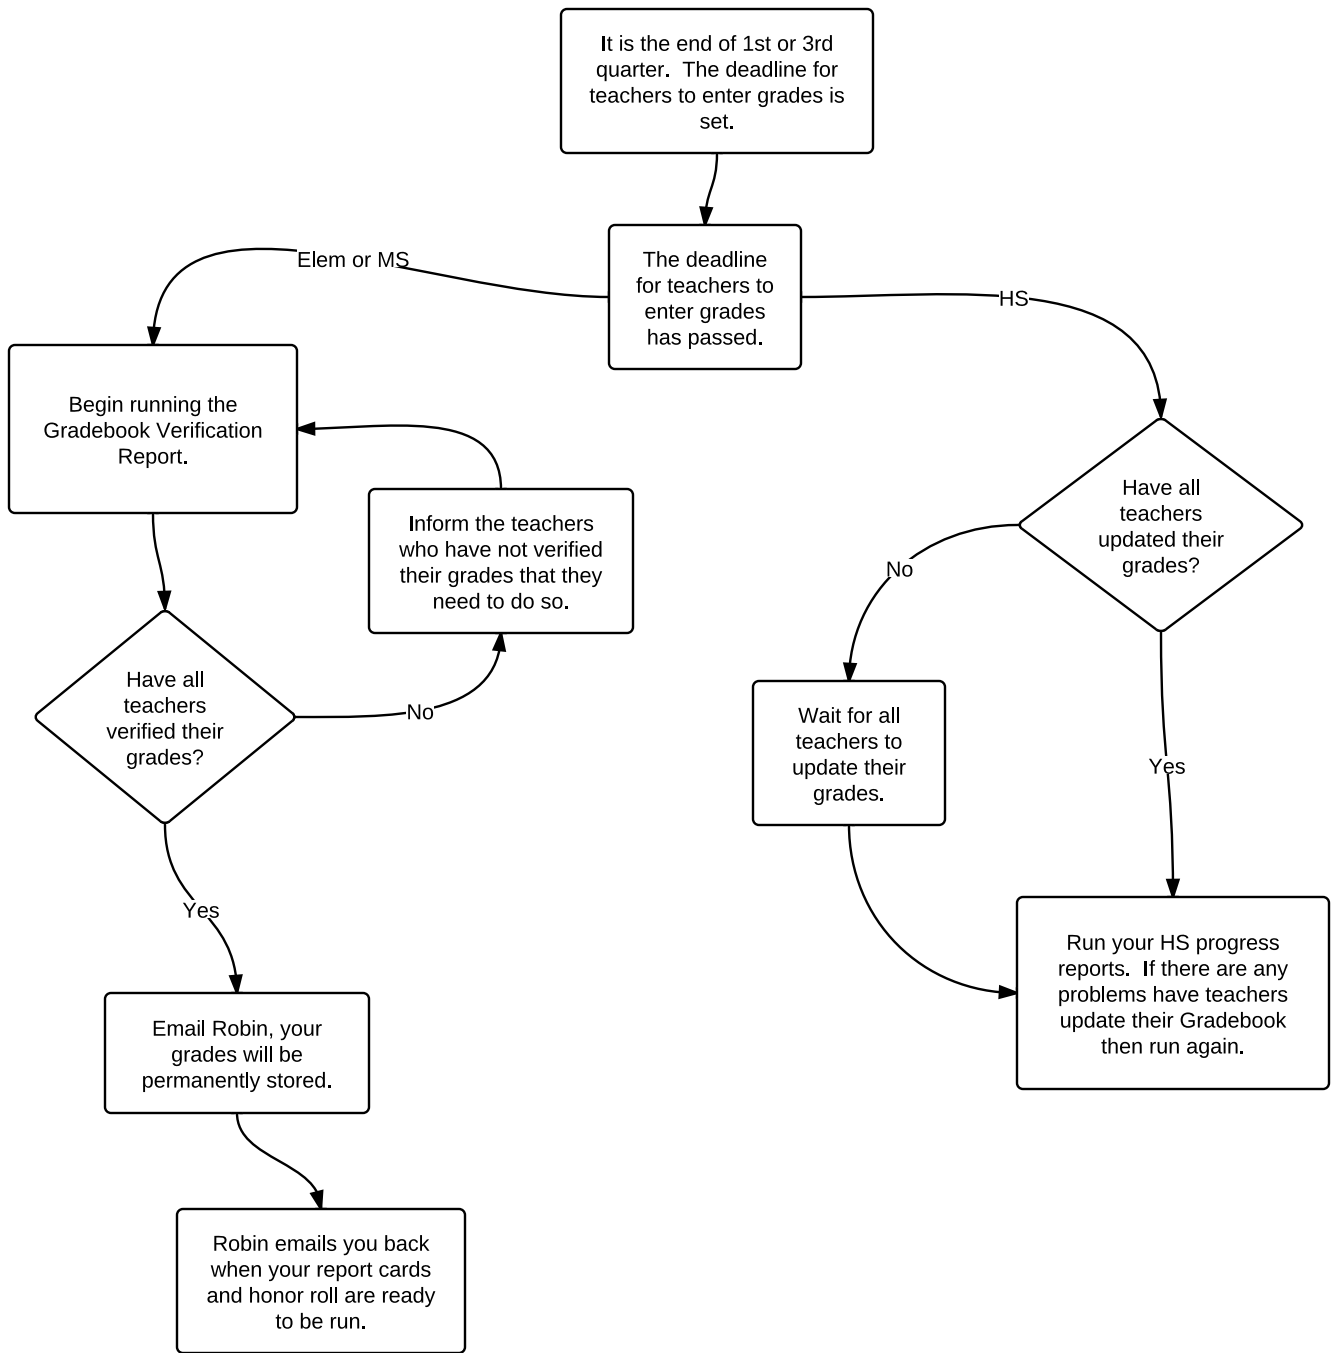 It is the end of 1st or 3rd
quarter.  The deadline for
teachers to enter grades is
set.
The deadline
for teachers to
enter grades
has passed.
Elem or MS
HS
Begin running the
Gradebook Verification
Report.
Inform the teachers
who have not verified
their grades that they
need to do so.
Have all
teachers
updated their
grades?
No
Have all
teachers
verified their
grades?
No
Wait for all
teachers to
update their
grades.
Yes
Yes
Run your HS progress
reports.  If there are any
problems have teachers
update their Gradebook
then run again.
Email Robin, your
grades will be
permanently stored.
Robin emails you back
when your report cards
and honor roll are ready
to be run.